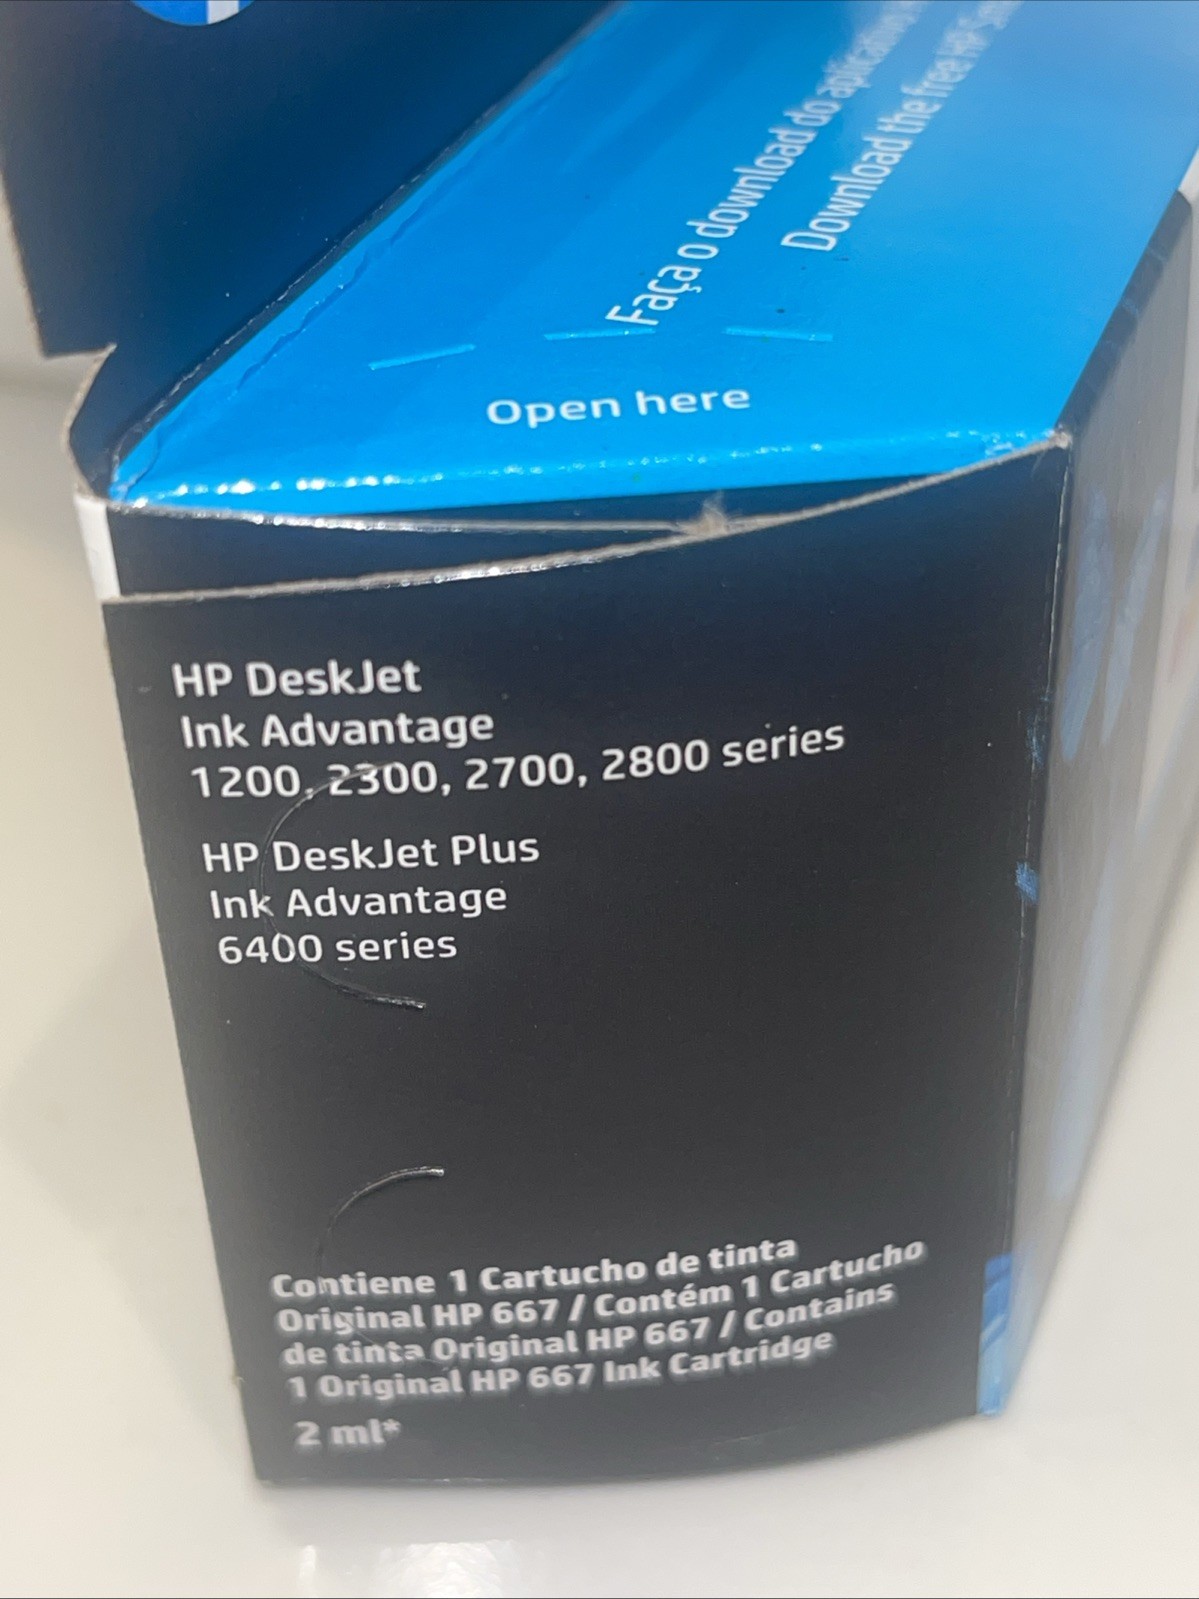 Faça o download do aplicativo
Download the free HP
Open here
HP DeskJet
Ink Advantage
1200, 2300, 2700, 2800 series
HP DeskJet Plus
Ink Advantage
6400 series
Contiene 1 Cartucho de tinta
Original HP 667 / Contém 1 Cartucho
de tinta Original HP 667 / Contains
1 Original HP 667 Ink Cartridge
2 ml*